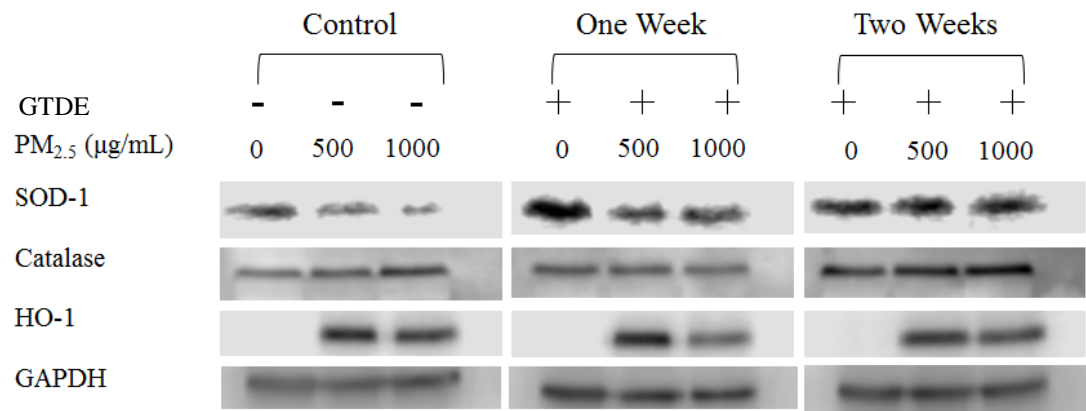 Control One Week Two Weeks
GTDE - - - + + + + + +
PM2.5 (μg/mL) 0 500 1000 0 500 1000 0 500 1000
SOD-1
Catalase
HO-1
GAPDH